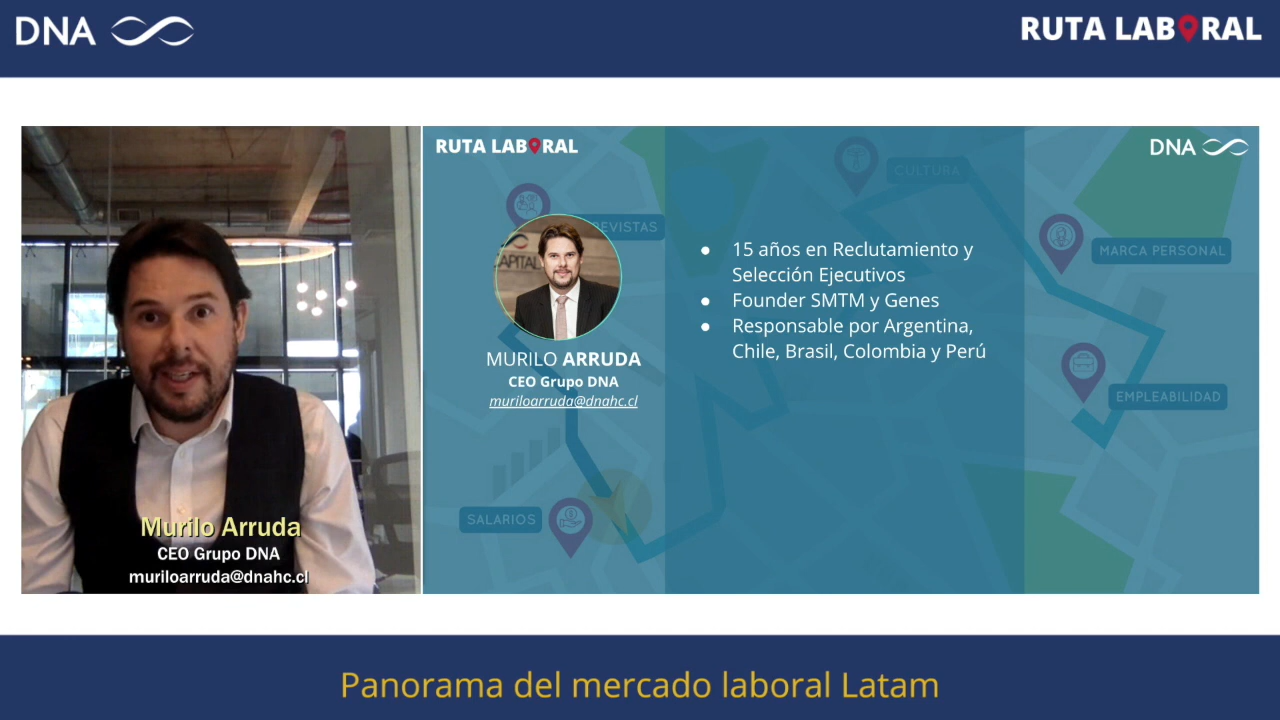 DNA
RUTA LABORAL
RUTA LABORAL
DNA
CULTURA
REVISTAS
MARCA PERSONAL
CAPITAL
15 años en Reclutamiento y
Selección Ejecutivos
Founder SMTM y Genes
Responsable por Argentina,
Chile, Brasil, Colombia y Perú
MURILO ARRUDA
CEO Grupo DNA
muriloarruda@dnahc.cl
EMPLEABILIDAD
SALARIOS
Murilo Arruda
CEO Grupo DNA
muriloarruda@dnahc.cl
Panorama del mercado laboral Latam